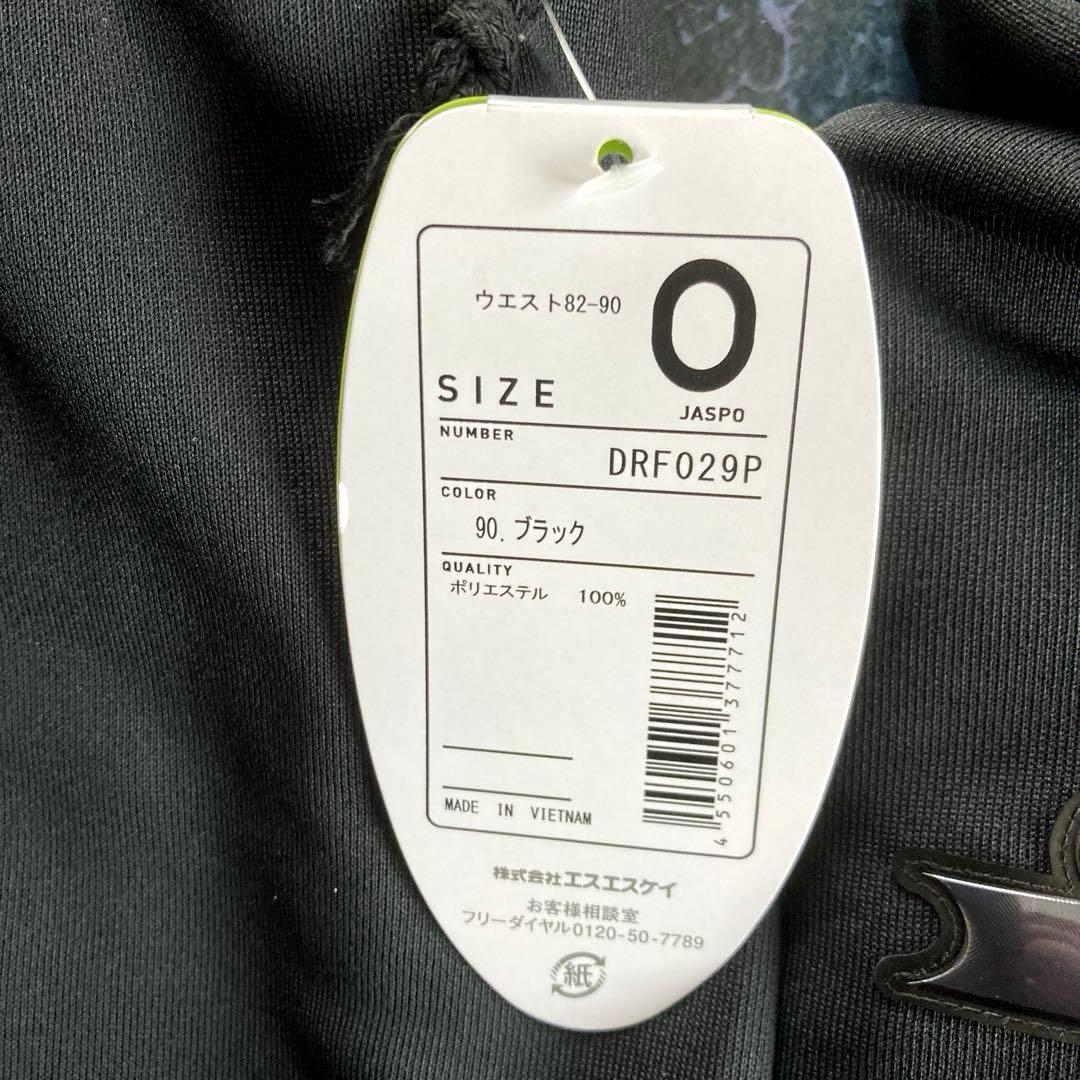 ウエスト82-90
O
SIZE
JASPO
NUMBER
DRF029P
COLOR
90. ブラック
QUALITY
ポリエステル 100%
4550601377712
MADE IN VIETNAM
株式会社エスエスケイ
お客様相談室
フリーダイヤル0120-50-7789
紙